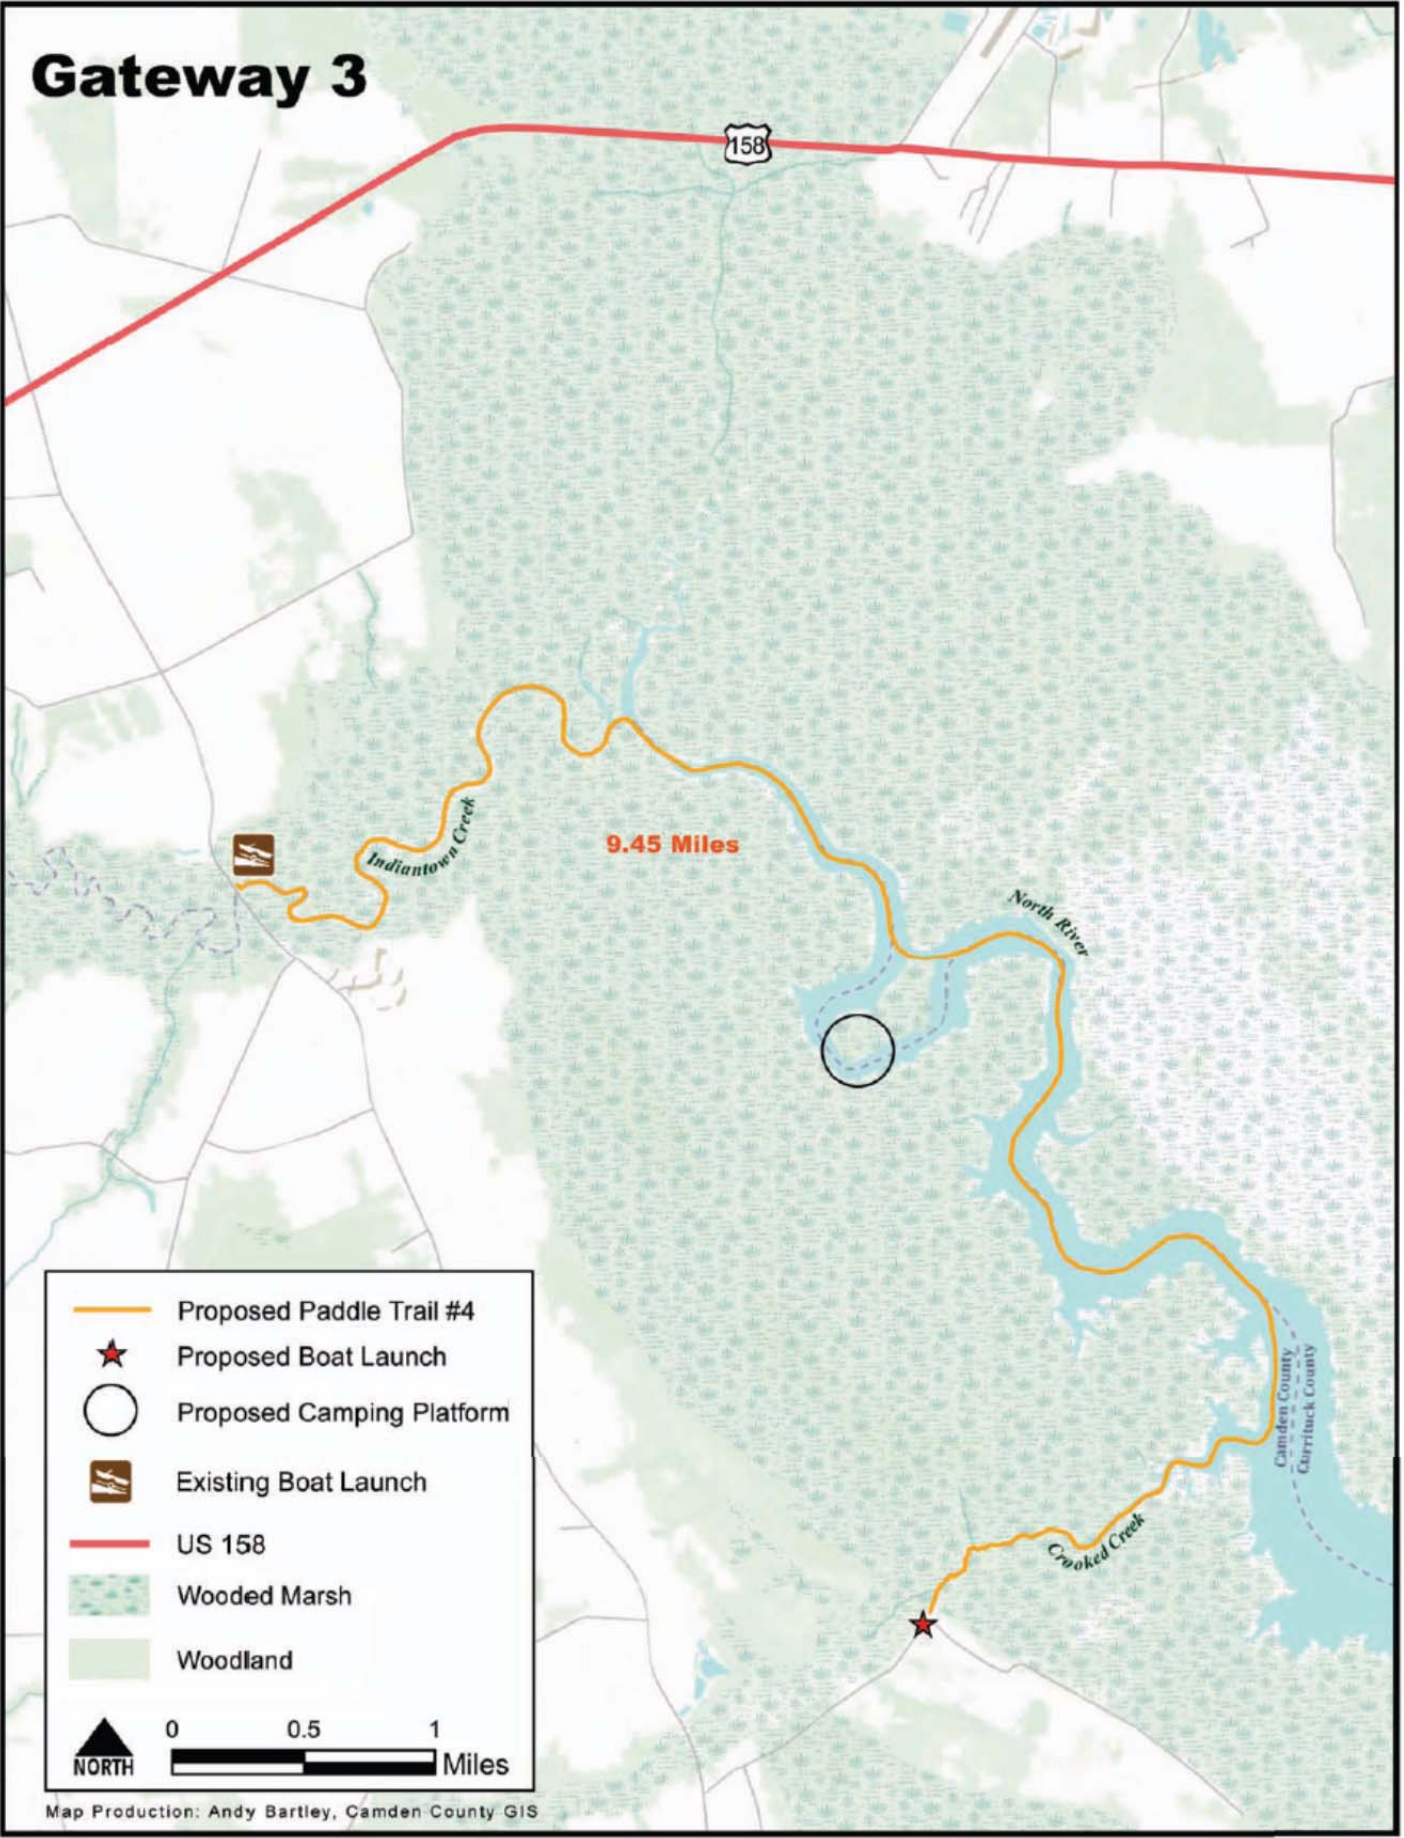 Gateway 3
158
Indiantown Creek
9.45 Miles
North River
Camden County
Currituck County
Crooked Creek
Proposed Paddle Trail #4
Proposed Boat Launch
Proposed Camping Platform
Existing Boat Launch
US 158
Wooded Marsh
Woodland
NORTH
0 0.5 1
Miles
Map Production: Andy Bartley, Camden County GIS